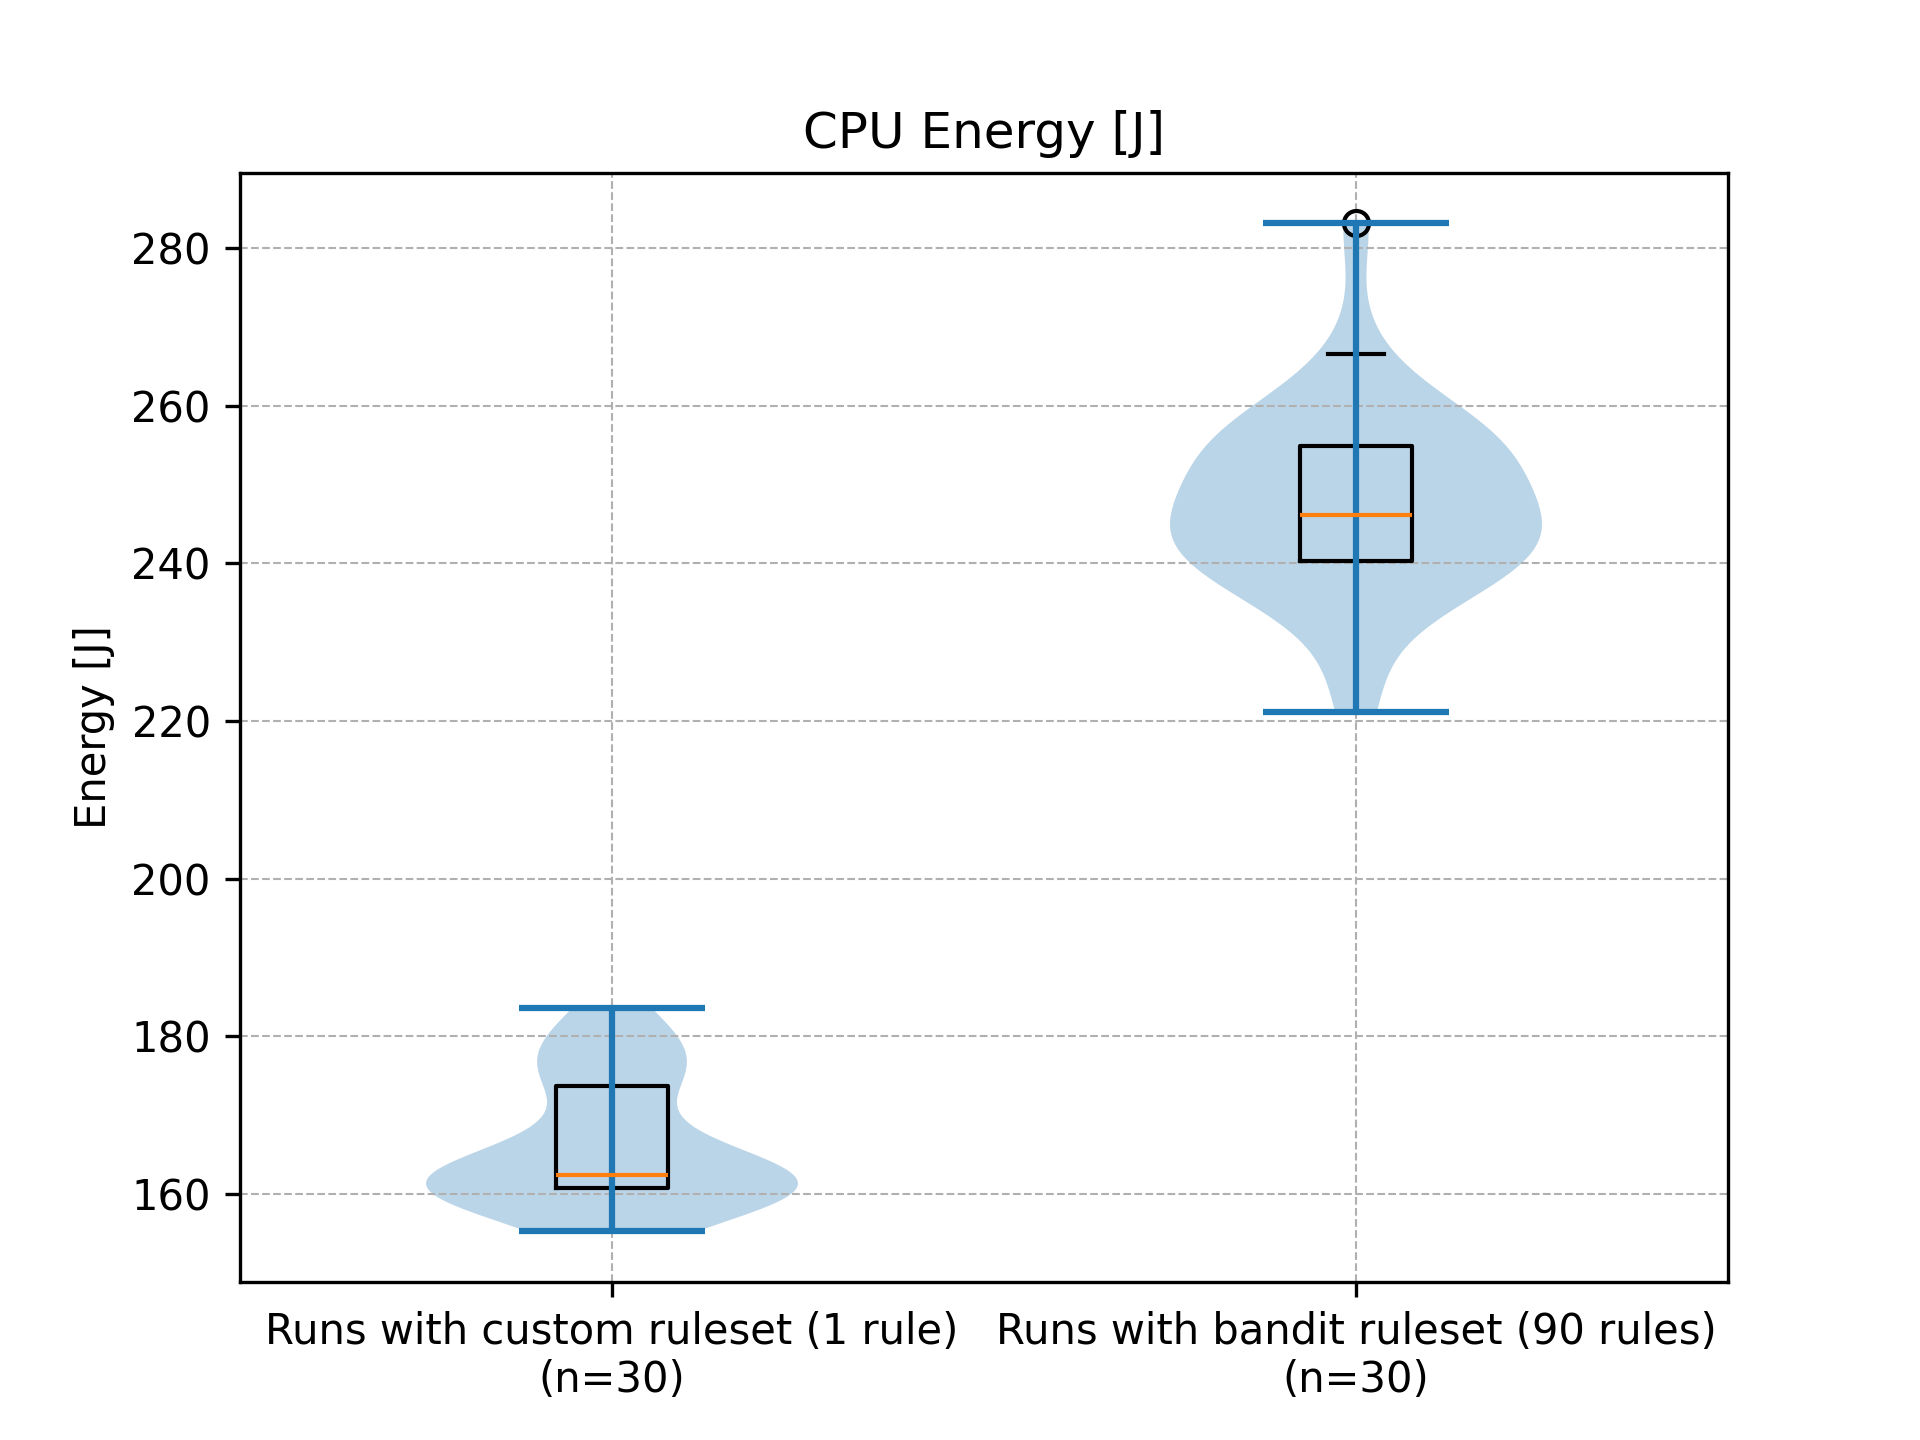 CPU Energy [J]
Energy [J]
280
260
240
220
200
180
160
Runs with custom ruleset (1 rule)
(n=30)
Runs with bandit ruleset (90 rules)
(n=30)